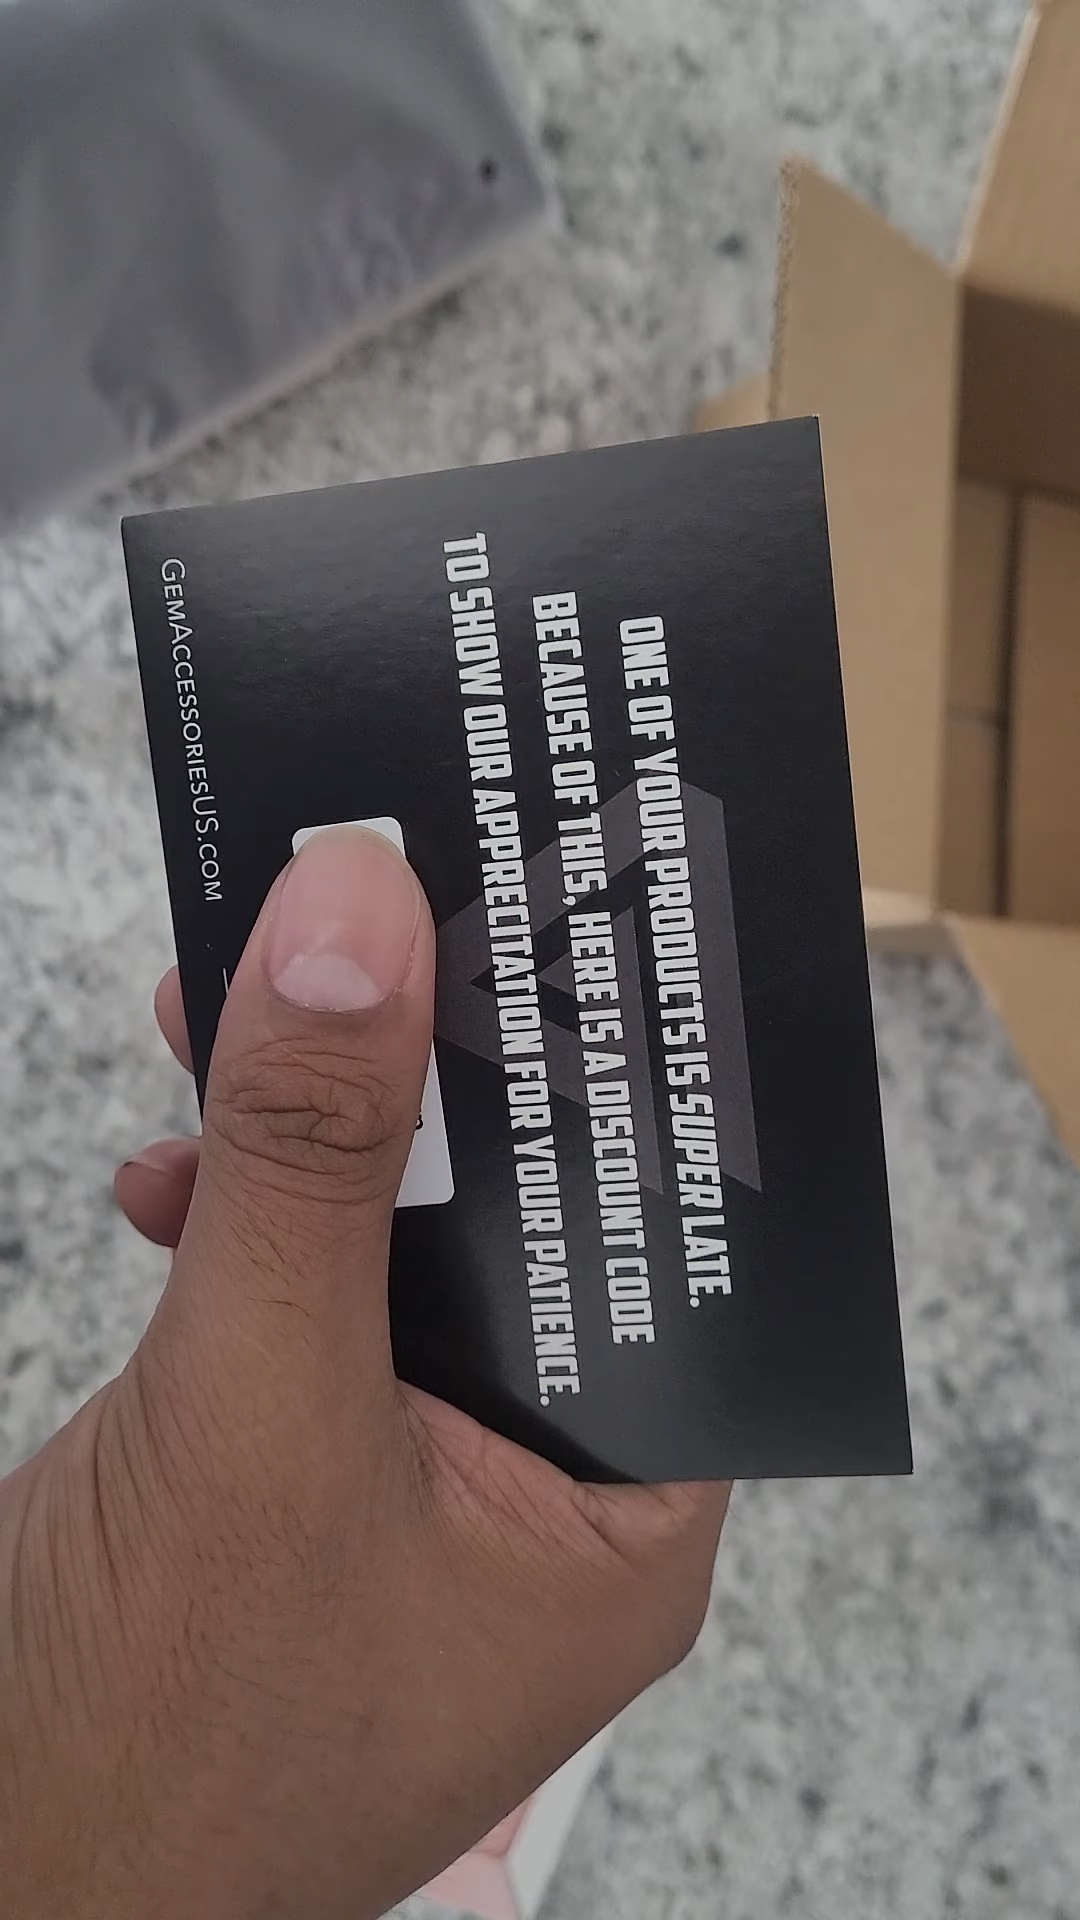 ONE OF YOUR PRODUCTS IS SUPER LATE.
BECAUSE OF THIS, HERE IS A DISCOUNT CODE
TO SHOW OUR APPRECITATION FOR YOUR PATIENCE.
GEMACCESSORIESUS.COM